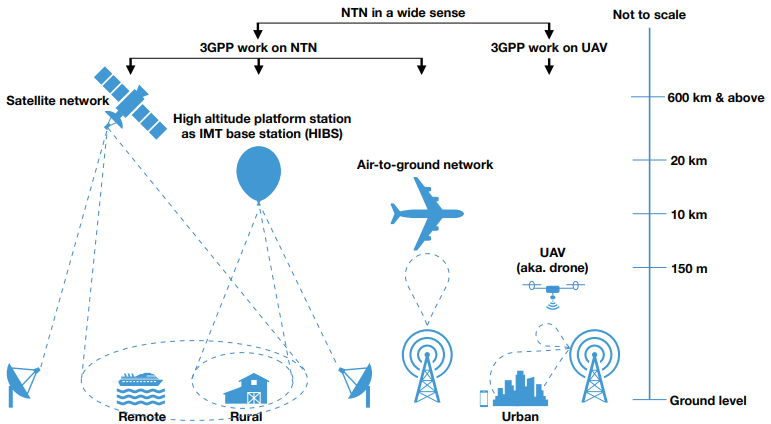 NTN in a wide sense
Not to scale
3GPP work on NTN
3GPP work on UAV
Satellite network
600 km & above
High altitude platform station
as IMT base station (HIBS)
20 km
Air-to-ground network
10 km
UAV
(aka. drone)
150 m
Ground level
Remote
Rural
Urban